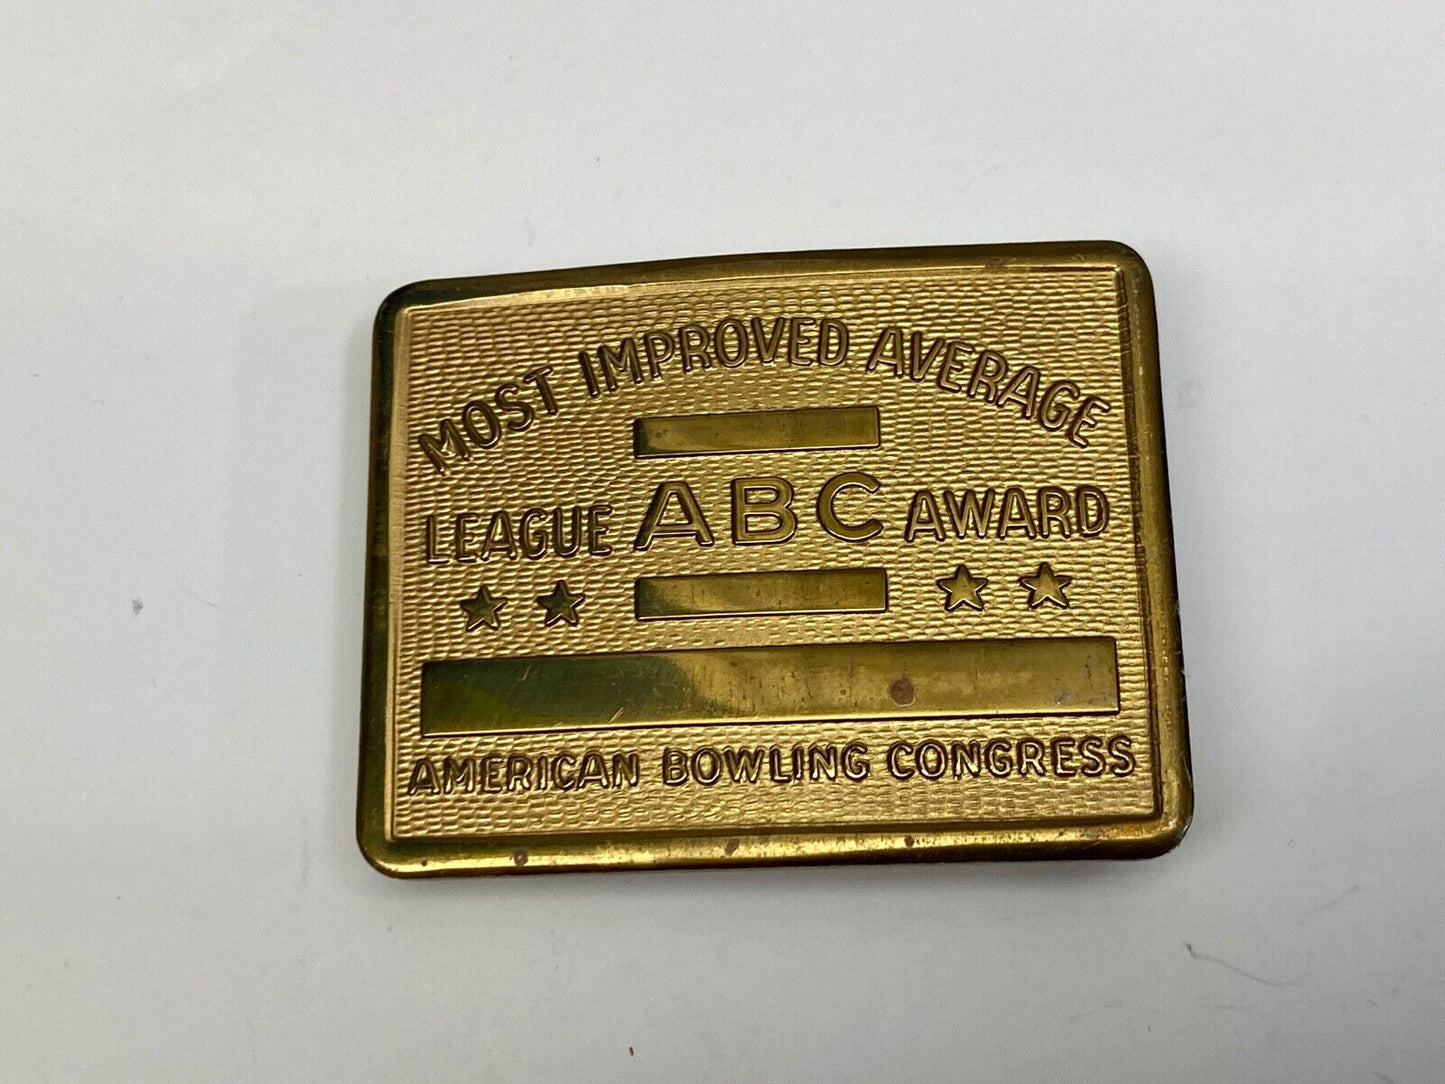 MOST IMPROVED AVERAGE
LEAGUE ABC AWARD
AMERICAN BOWLING CONGRESS